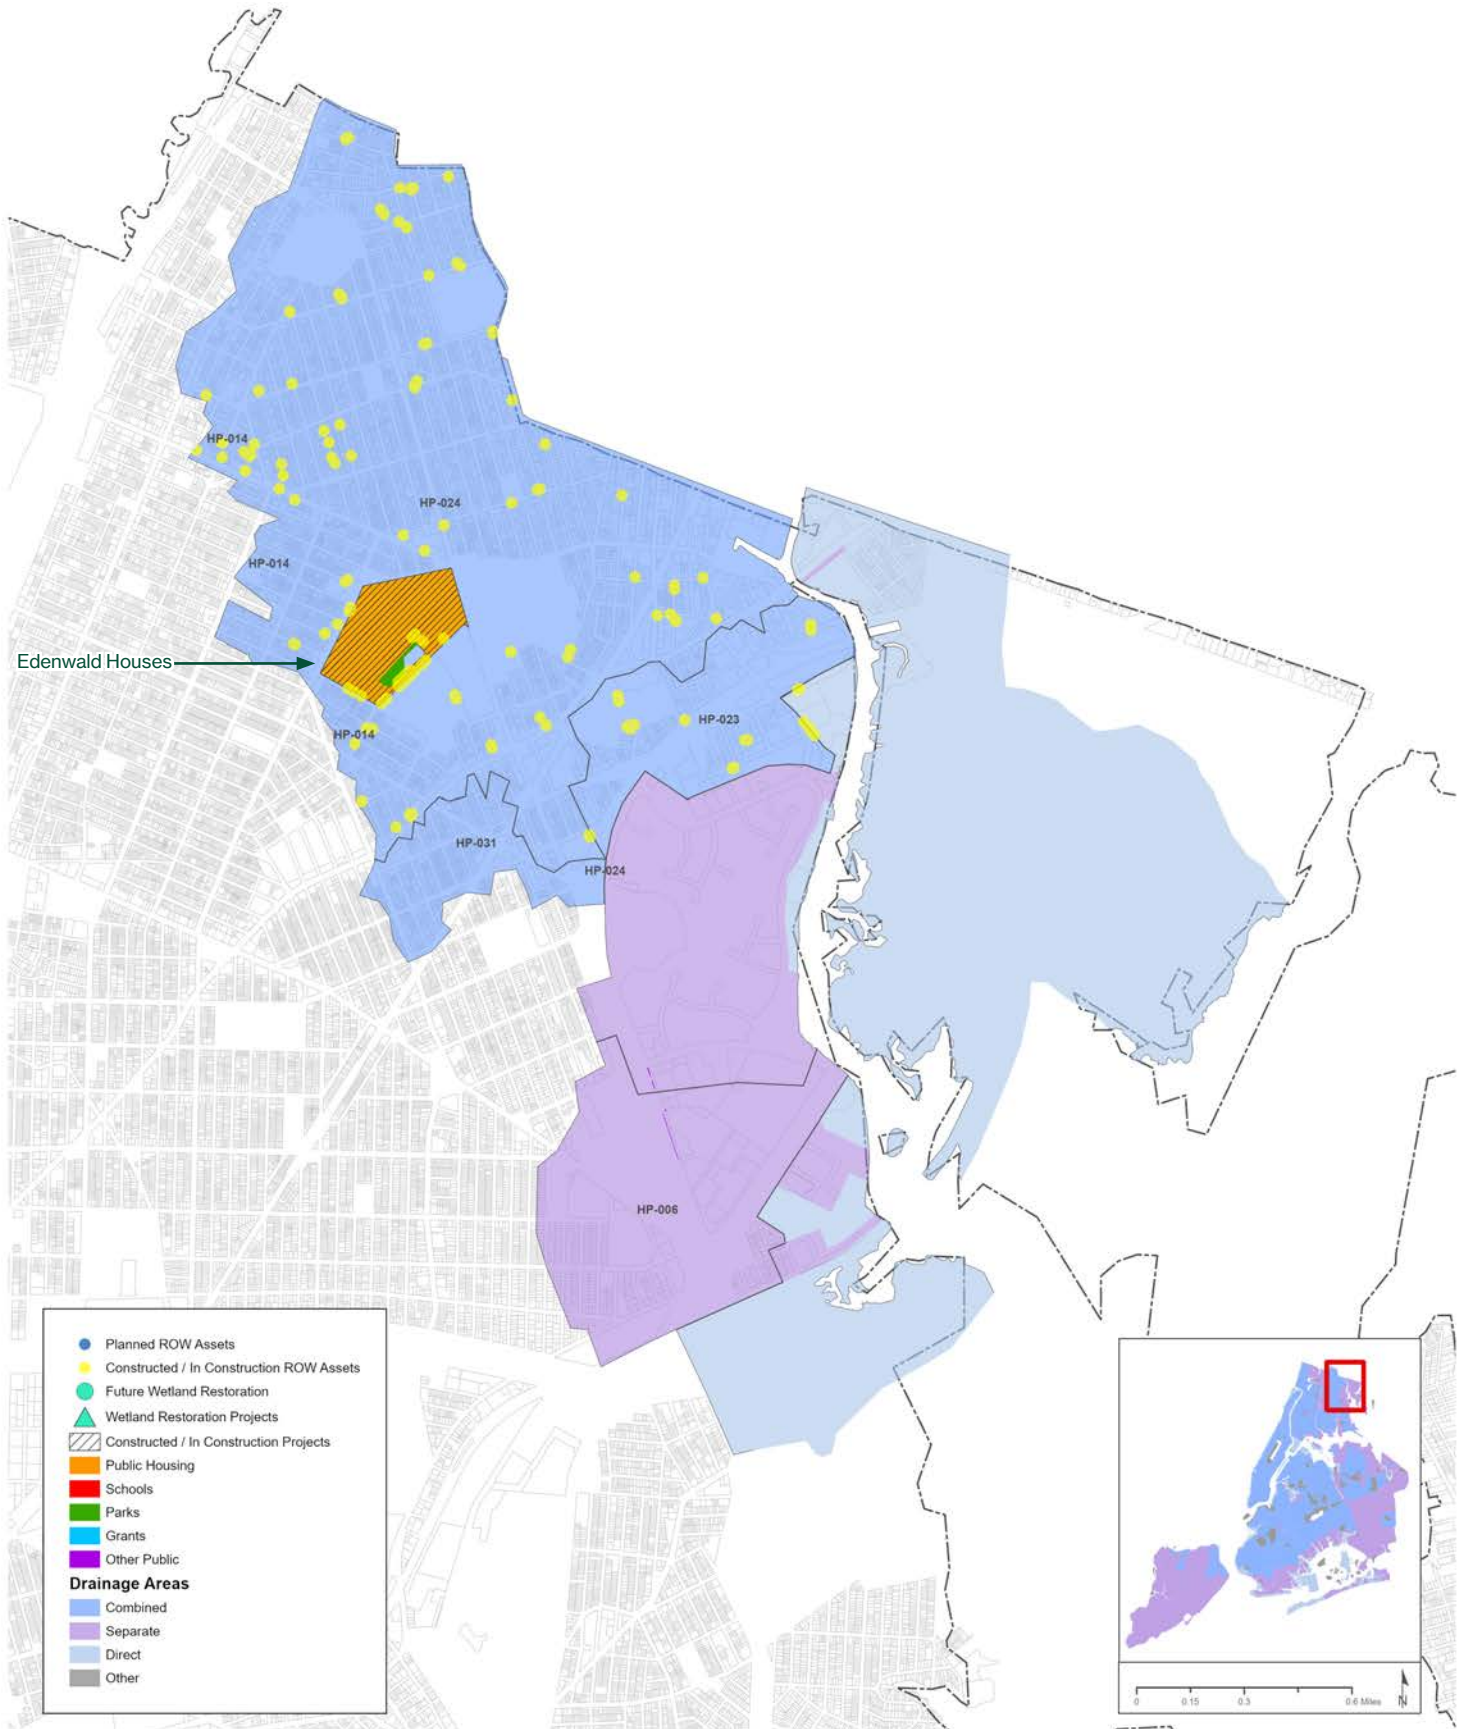 HP-014
HP-024
HP-014
Edenwald Houses
HP-023
HP-014
HP-031
HP-024
HP-006
Planned ROW Assets
Constructed / In Construction ROW Assets
Future Wetland Restoration
Wetland Restoration Projects
Constructed / In Construction Projects
Public Housing
Schools
Parks
Grants
Other Public
Drainage Areas
Combined
Separate
Direct
Other
0 0.15 0.3 0.6 Miles
N